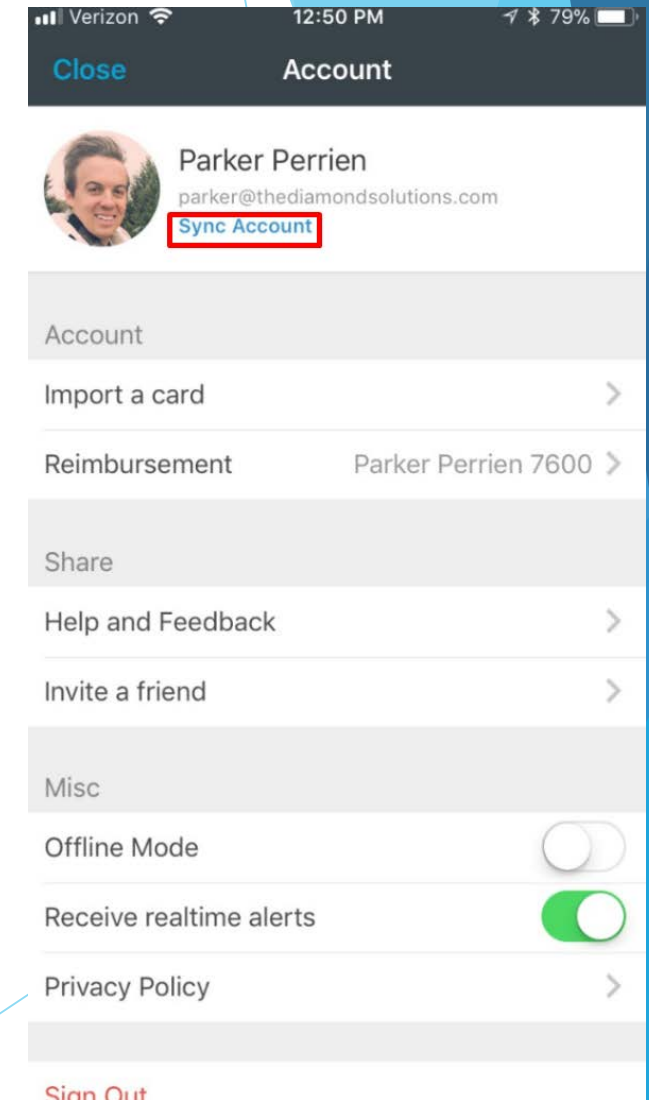 Verizon 12:50 PM 79%
Close Account
Parker Perrien
parker@thediamondsolutions.com
Sync Account
Account
Import a card
Reimbursement Parker Perrien 7600
Share
Help and Feedback
Invite a friend
Misc
Offline Mode
Receive realtime alerts
Privacy Policy
Sign Out